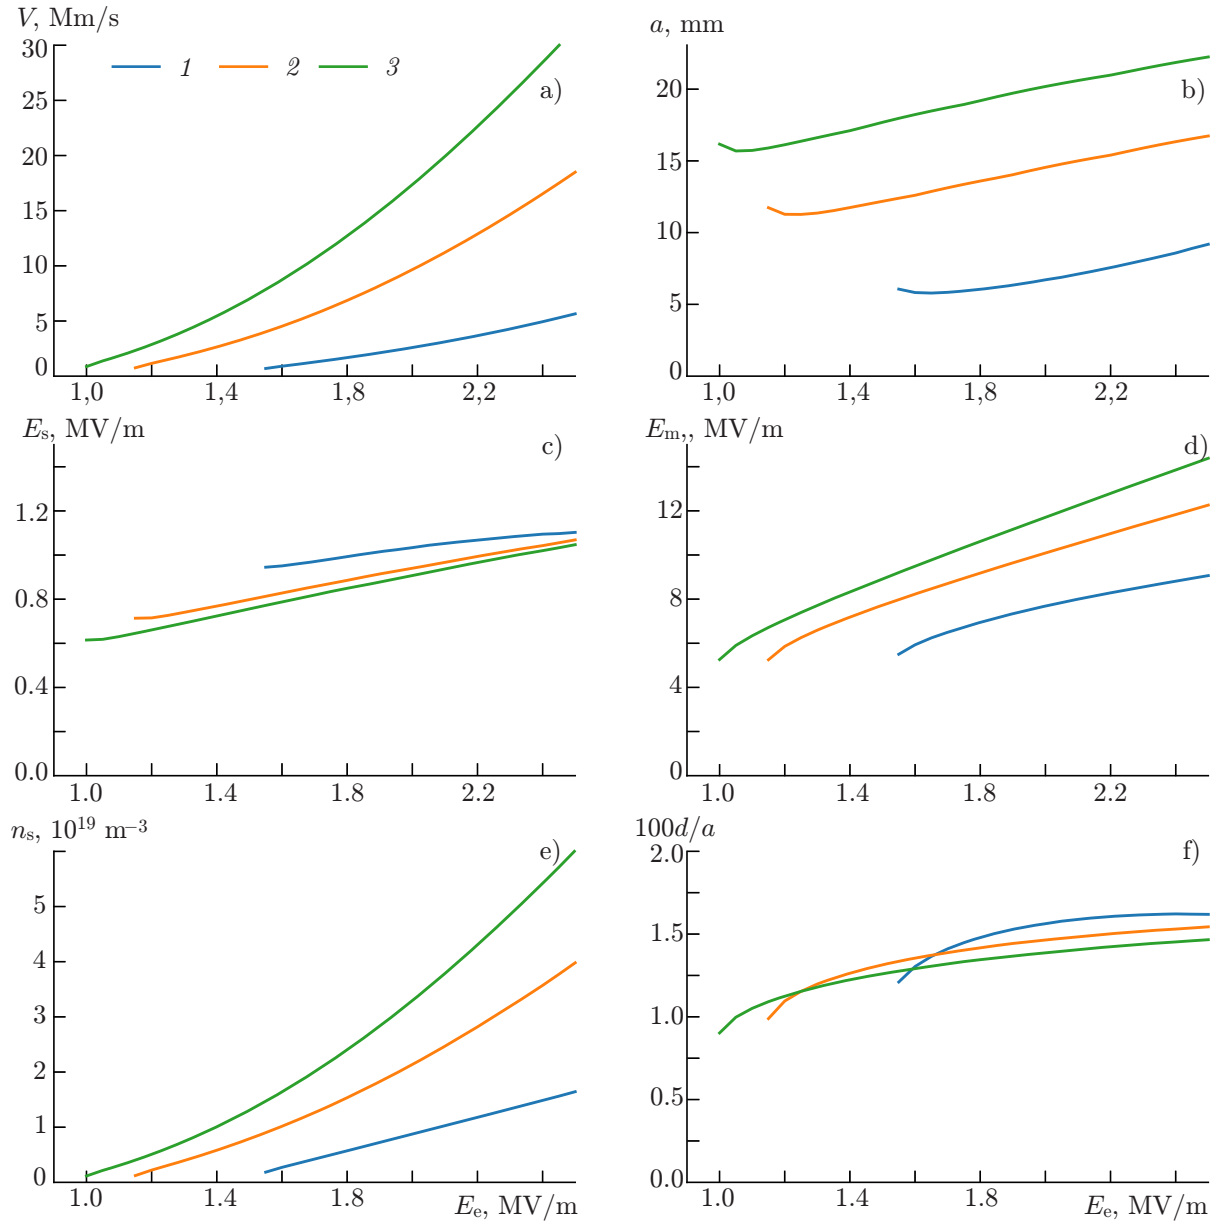 V, Mm/s
30
25
20
15
10
5
0
1 2 3
a)
1,0 1,4 1,8 2,2
a, mm
20
15
10
5
0
b)
1,0 1,4 1,8 2,2
E_s, MV/m
1.2
0.8
0.4
0.0
c)
1.0 1.4 1.8 2.2
E_m,, MV/m
12
8
4
0
d)
1.0 1.4 1.8 2.2
n_s, 10^19 m^–3
5
4
3
2
1
0
e)
1.0 1.4 1.8 E_e, MV/m
100d/a
2.0
1.5
1.0
0.5
0.0
f)
1.0 1.4 1.8 E_e, MV/m